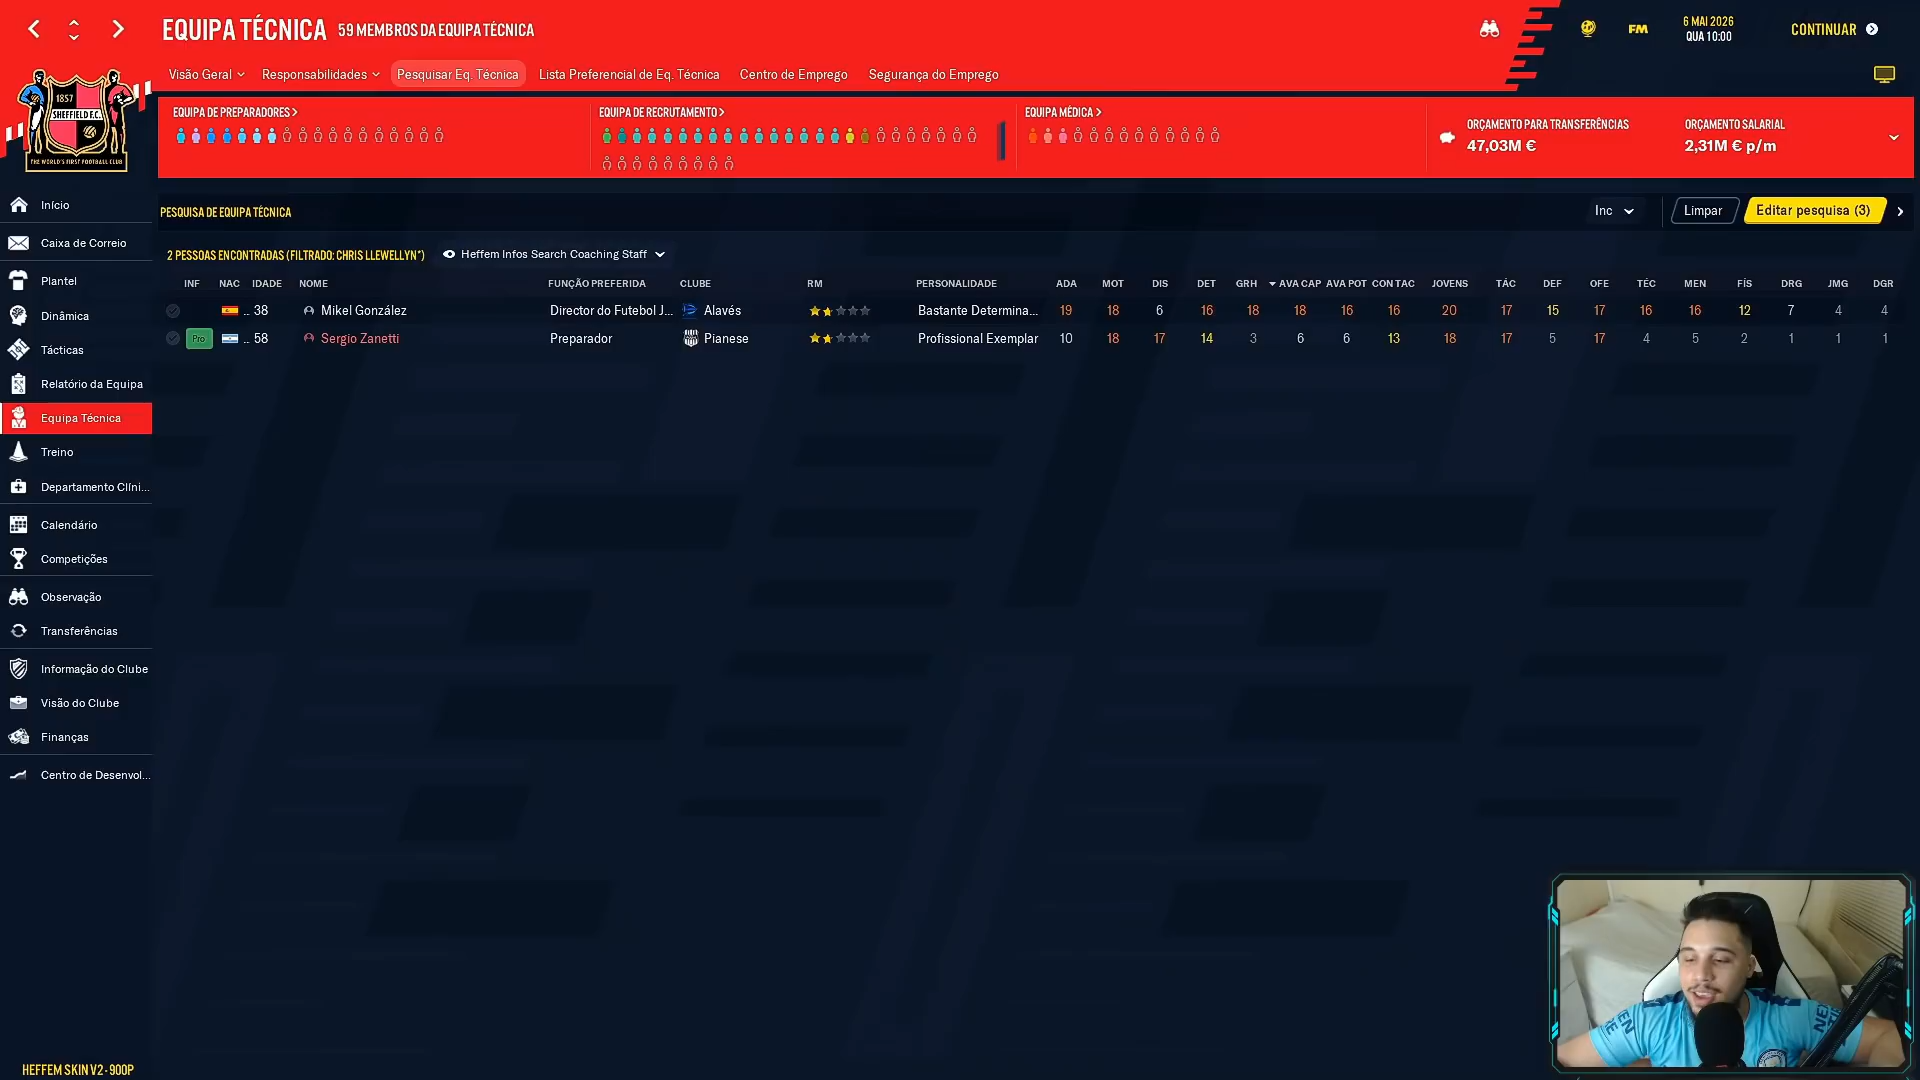 EQUIPA TÉCNICA 59 MEMBROS DA EQUIPA TÉCNICA
FM
6 MAI 2026
QUA 10:00
CONTINUAR
Visão Geral Responsabilidades Pesquisar Eq. Técnica Lista Preferencial de Eq. Técnica Centro de Emprego Segurança do Emprego
1857
SHEFFIELD F.C.
THE WORLD'S FIRST FOOTBALL CLUB
EQUIPA DE PREPARADORES
EQUIPA DE RECRUTAMENTO
EQUIPA MÉDICA
ORÇAMENTO PARA TRANSFERÊNCIAS
47,03M €
ORÇAMENTO SALARIAL
2,31M € p/m
Início
Caixa de Correio
Plantel
Dinâmica
Tácticas
Relatório da Equipa
Equipa Técnica
Treino
Departamento Clíni...
Calendário
Competições
Observação
Transferências
Informação do Clube
Visão do Clube
Finanças
Centro de Desenvol...
PESQUISA DE EQUIPA TÉCNICA
Inc
Limpar
Editar pesquisa (3)
2 PESSOAS ENCONTRADAS (FILTRADO: CHRIS LLEWELLYN*) Heffem Infos Search Coaching Staff
INF NAC IDADE NOME FUNÇÃO PREFERIDA CLUBE RM PERSONALIDADE ADA MOT DIS DET GRH AVA CAP AVA POT CON TAC JOVENS TÁC DEF OFE TÉC MEN FÍS DRG JMG DGR
.. 38 Mikel González Director do Futebol J... Alavés Bastante Determina... 19 18 6 16 18 18 16 16 20 17 15 17 16 16 12 7 4 4
Pro .. 58 Sergio Zanetti Preparador Pianese Profissional Exemplar 10 18 17 14 3 6 6 13 18 17 5 17 4 5 2 1 1 1
HEFFEM SKIN V2 - 900P